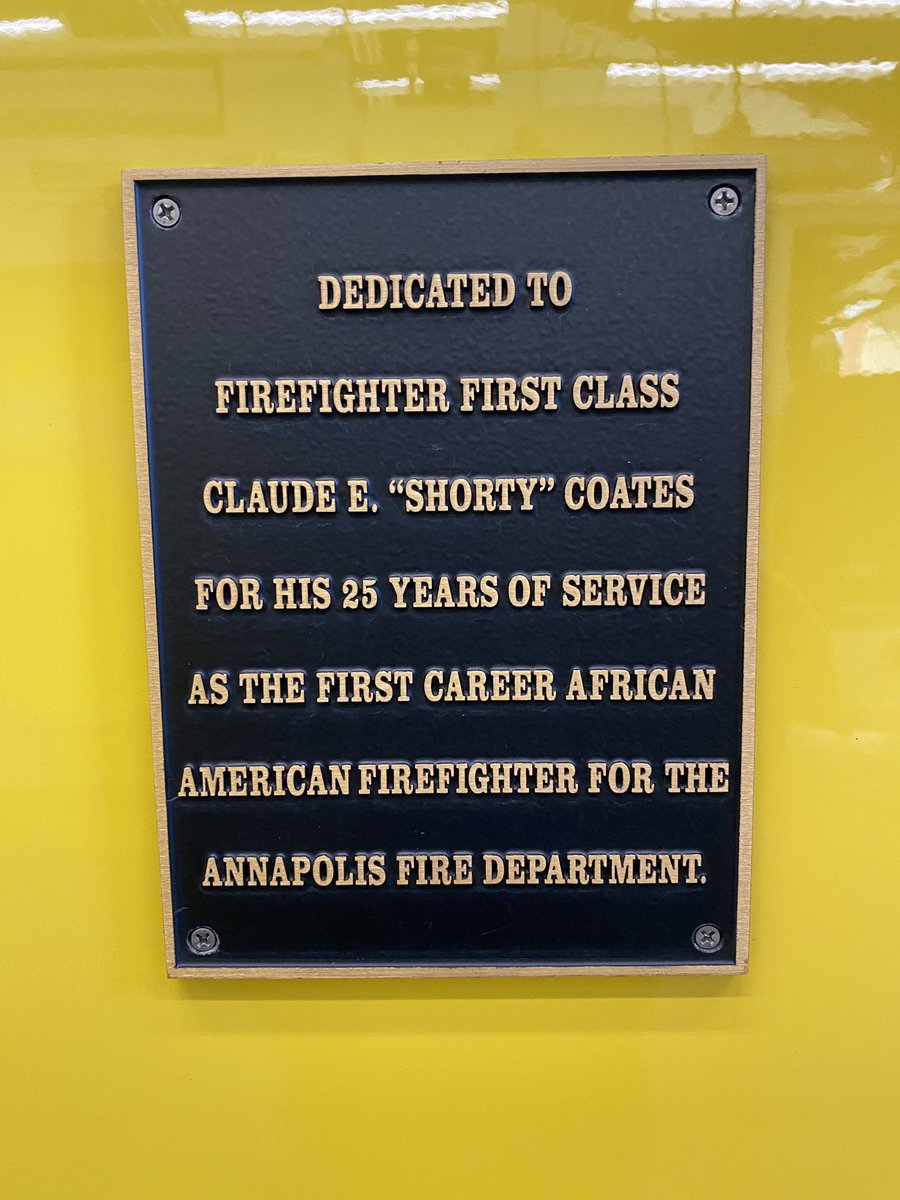 DEDICATED TO
FIREFIGHTER FIRST CLASS
CLAUDE E. “SHORTY” COATES
FOR HIS 25 YEARS OF SERVICE
AS THE FIRST CAREER AFRICAN
AMERICAN FIREFIGHTER FOR THE
ANNAPOLIS FIRE DEPARTMENT.